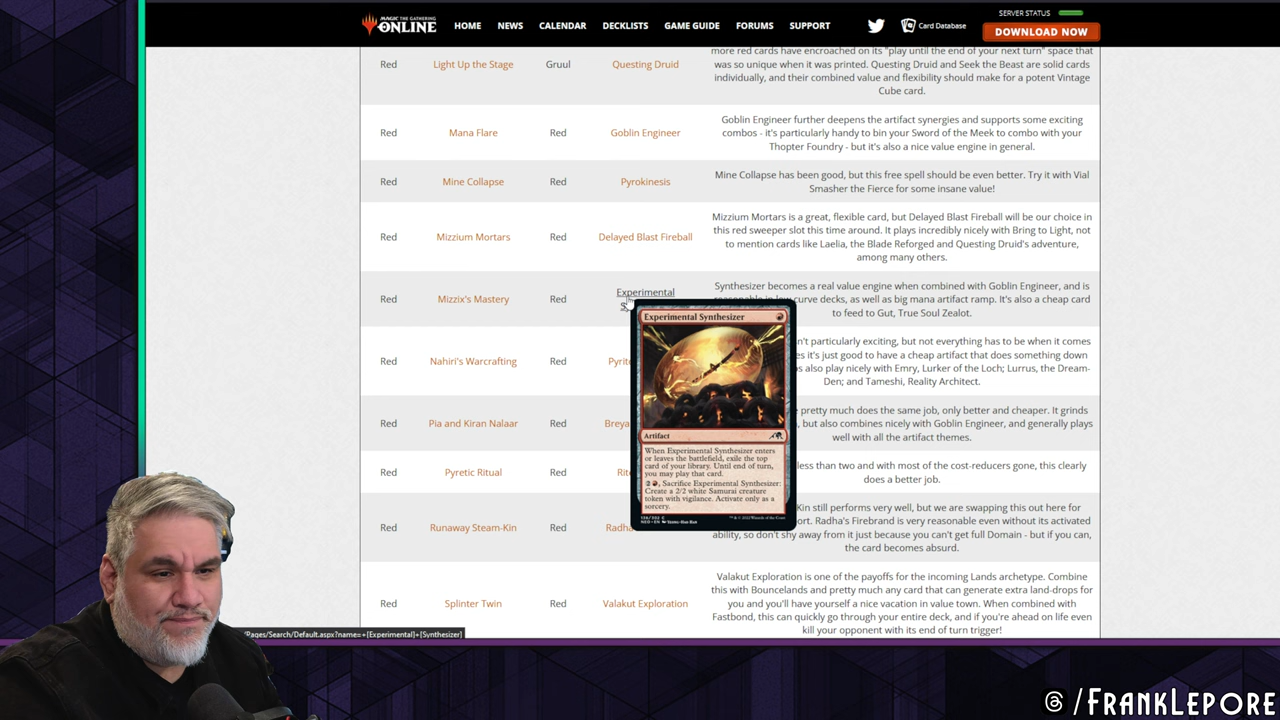 MAGIC THE GATHERING
ONLINE
HOME NEWS CALENDAR DECKLISTS GAME GUIDE FORUMS SUPPORT
Card Database
SERVER STATUS
DOWNLOAD NOW
more red cards have encroached on its "play until the end of your next turn" space that
Red Light Up the Stage Gruul Questing Druid
was so unique when it was printed. Questing Druid and Seek the Beast are solid cards
individually, and their combined value and flexibility should make for a potent Vintage
Cube card.
Red Mana Flare Red Goblin Engineer
Goblin Engineer further deepens the artifact synergies and supports some exciting
combos - it's particularly handy to bin your Sword of the Meek to combo with your
Thopter Foundry - but it's also a nice value engine in general.
Red Mine Collapse Red Pyrokinesis
Mine Collapse has been good, but this free spell should be even better. Try it with Vial
Smasher the Fierce for some insane value!
Red Mizzium Mortars Red Delayed Blast Fireball
Mizzium Mortars is a great, flexible card, but Delayed Blast Fireball will be our choice in
this red sweeper slot this time around. It plays incredibly nicely with Bring to Light, not
to mention cards like Laelia, the Blade Reforged and Questing Druid's adventure,
among many others.
Red Mizzix's Mastery Red Experimental
Synthesizer becomes a real value engine when combined with Goblin Engineer, and is
curve decks, as well as big mana artifact ramp. It's also a cheap card
to feed to Gut, True Soul Zealot.
Experimental Synthesizer
Artifact
When Experimental Synthesizer enters
or leaves the battlefield, exile the top
card of your library. Until end of turn,
you may play that card.
2R, Sacrifice Experimental Synthesizer:
Create a 2/2 white Samurai creature
token with vigilance. Activate only as a
sorcery.
Red Nahiri's Warcrafting Red Pyrite
n't particularly exciting, but not everything has to be when it comes
es it's just good to have a cheap artifact that does something down
s also play nicely with Emry, Lurker of the Loch; Lurrus, the Dream-
Den; and Tameshi, Reality Architect.
Red Pia and Kiran Nalaar Red Breya
pretty much does the same job, only better and cheaper. It grinds
, but also combines nicely with Goblin Engineer, and generally plays
well with all the artifact themes.
Red Pyretic Ritual Red Rite
less than two and with most of the cost-reducers gone, this clearly
does a better job.
Red Runaway Steam-Kin Red Radha
Kin still performs very well, but we are swapping this out here for
ort. Radha's Firebrand is very reasonable even without its activated
ability, so don't shy away from it just because you can't get full Domain - but if you can,
the card becomes absurd.
Red Splinter Twin Red Valakut Exploration
Valakut Exploration is one of the payoffs for the incoming Lands archetype. Combine
this with Bouncelands and pretty much any card that can generate extra land-drops for
you and you'll have yourself a nice vacation in value town. When combined with
Fastbond, this can quickly go through your entire deck, and if you're ahead on life even
kill your opponent with its end of turn trigger!
/Pages/Search/Default.aspx?name=+[Experimental]+[Synthesizer]
/FRANKLEPORE